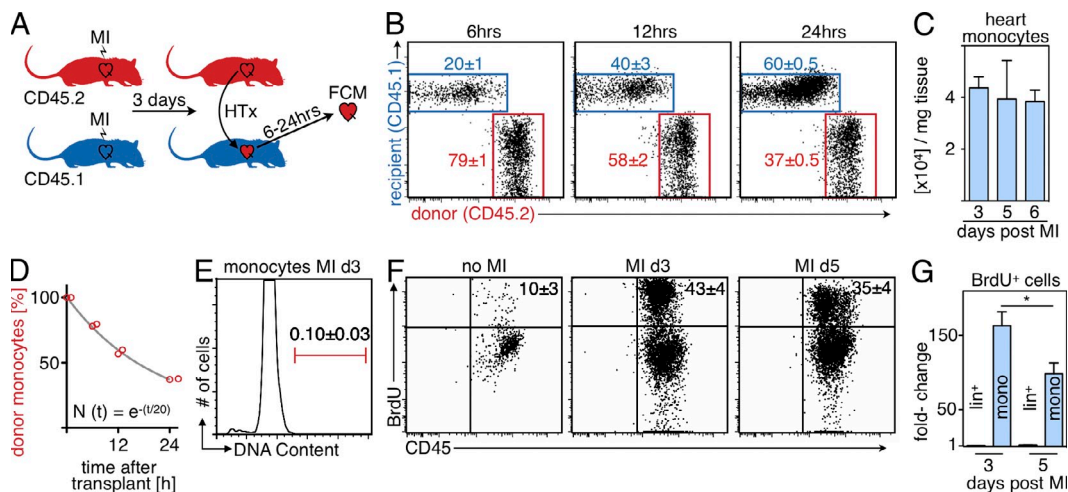 A
MI
CD45.2
3 days
MI
CD45.1
HTx
6-24hrs
FCM
B
6hrs
12hrs
24hrs
recipient (CD45.1)
20±1
40±3
60±0.5
79±1
58±2
37±0.5
donor (CD45.2)
C
heart
monocytes
[x10⁴] / mg tissue
4
2
3 5 6
days post MI
D
donor monocytes [%]
100
50
N (t) = e-(t/20)
12 24
time after
transplant [h]
E
monocytes MI d3
0.10±0.03
# of cells
DNA Content
F
no MI
MI d3
MI d5
10±3
43±4
35±4
BrdU
CD45
G
BrdU⁺ cells
*
fold- change
150
50
1
lin⁺
mono
lin⁺
mono
3 5
days post MI